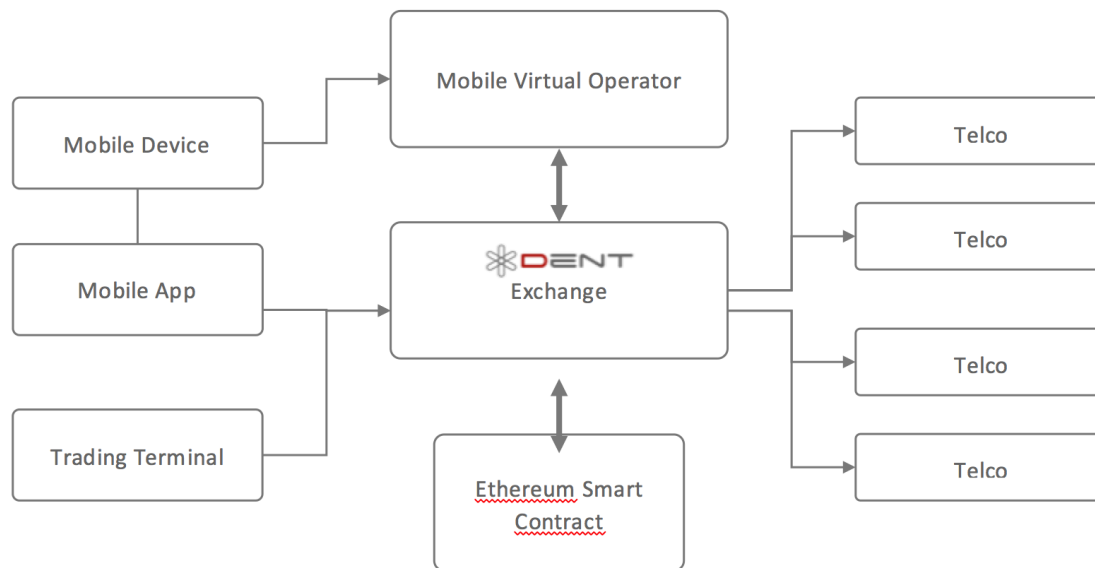 Mobile Virtual Operator
Mobile Device
Telco
Telco
DENT
Exchange
Mobile App
Telco
Trading Terminal
Telco
Ethereum Smart
Contract